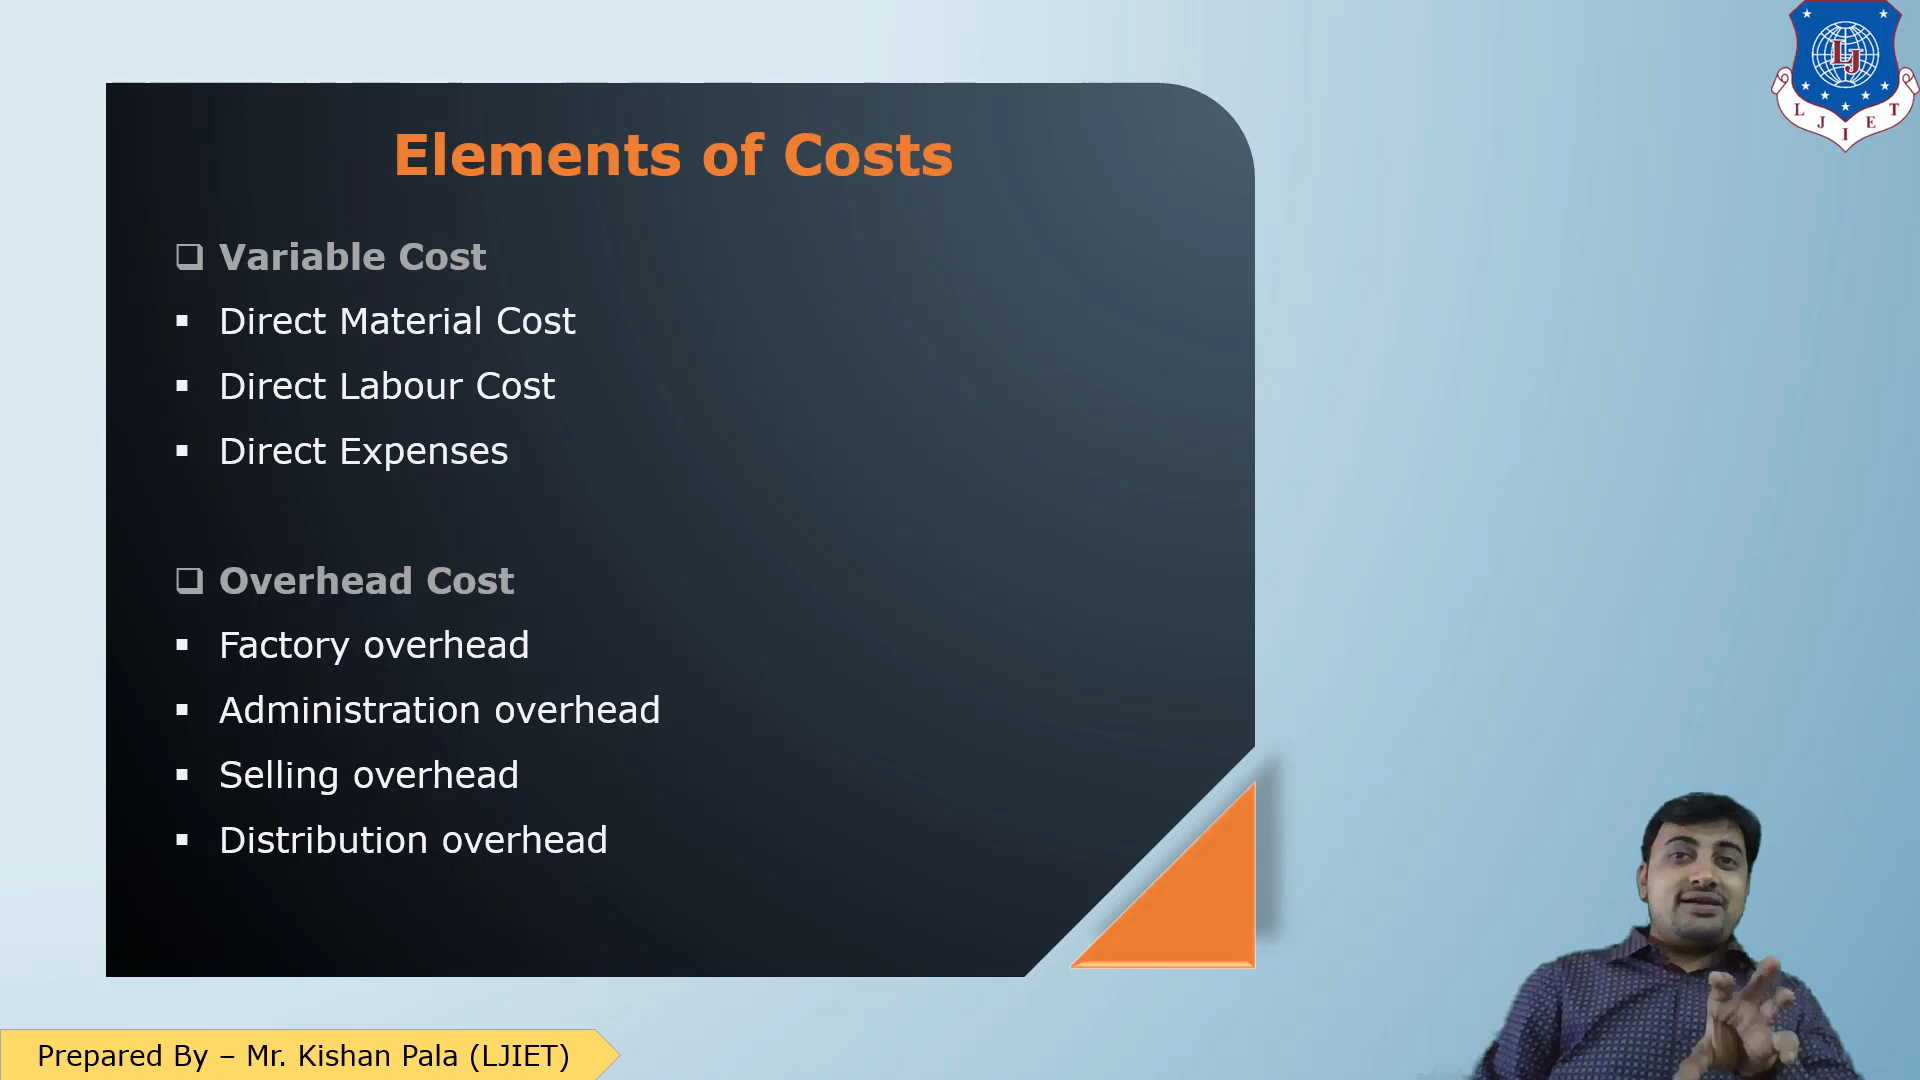 Elements of Costs
Variable Cost
Direct Material Cost
Direct Labour Cost
Direct Expenses
Overhead Cost
Factory overhead
Administration overhead
Selling overhead
Distribution overhead
Prepared By – Mr. Kishan Pala (LJIET)
LJ
L J I E T